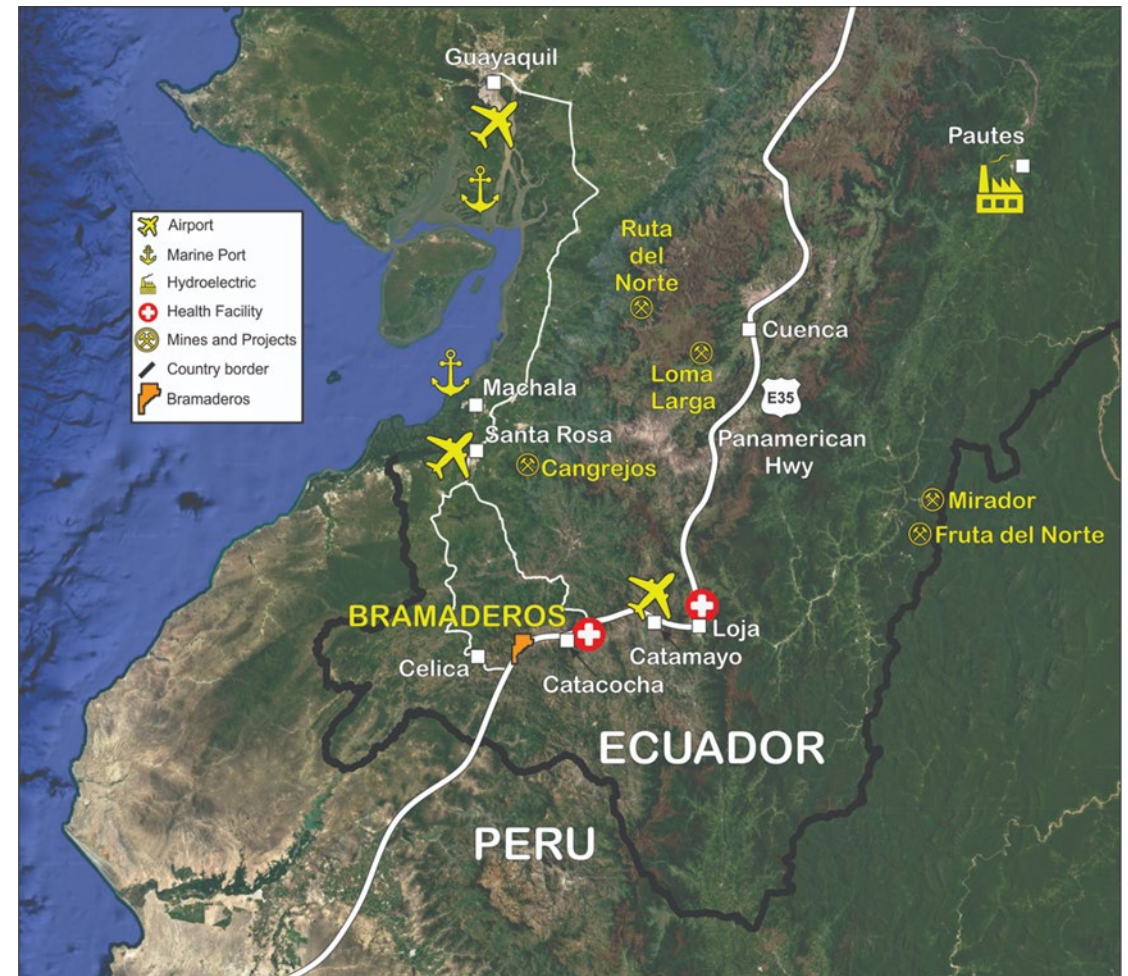 Guayaquil
Pautes
Airport
Marine Port
Hydroelectric
Health Facility
Mines and Projects
Country border
Bramaderos
Ruta
del
Norte
Cuenca
Loma
Larga
E35
Panamerican
Hwy
Machala
Santa Rosa
Cangrejos
Mirador
Fruta del Norte
BRAMADEROS
Loja
Catamayo
Celica
Catacocha
ECUADOR
PERU